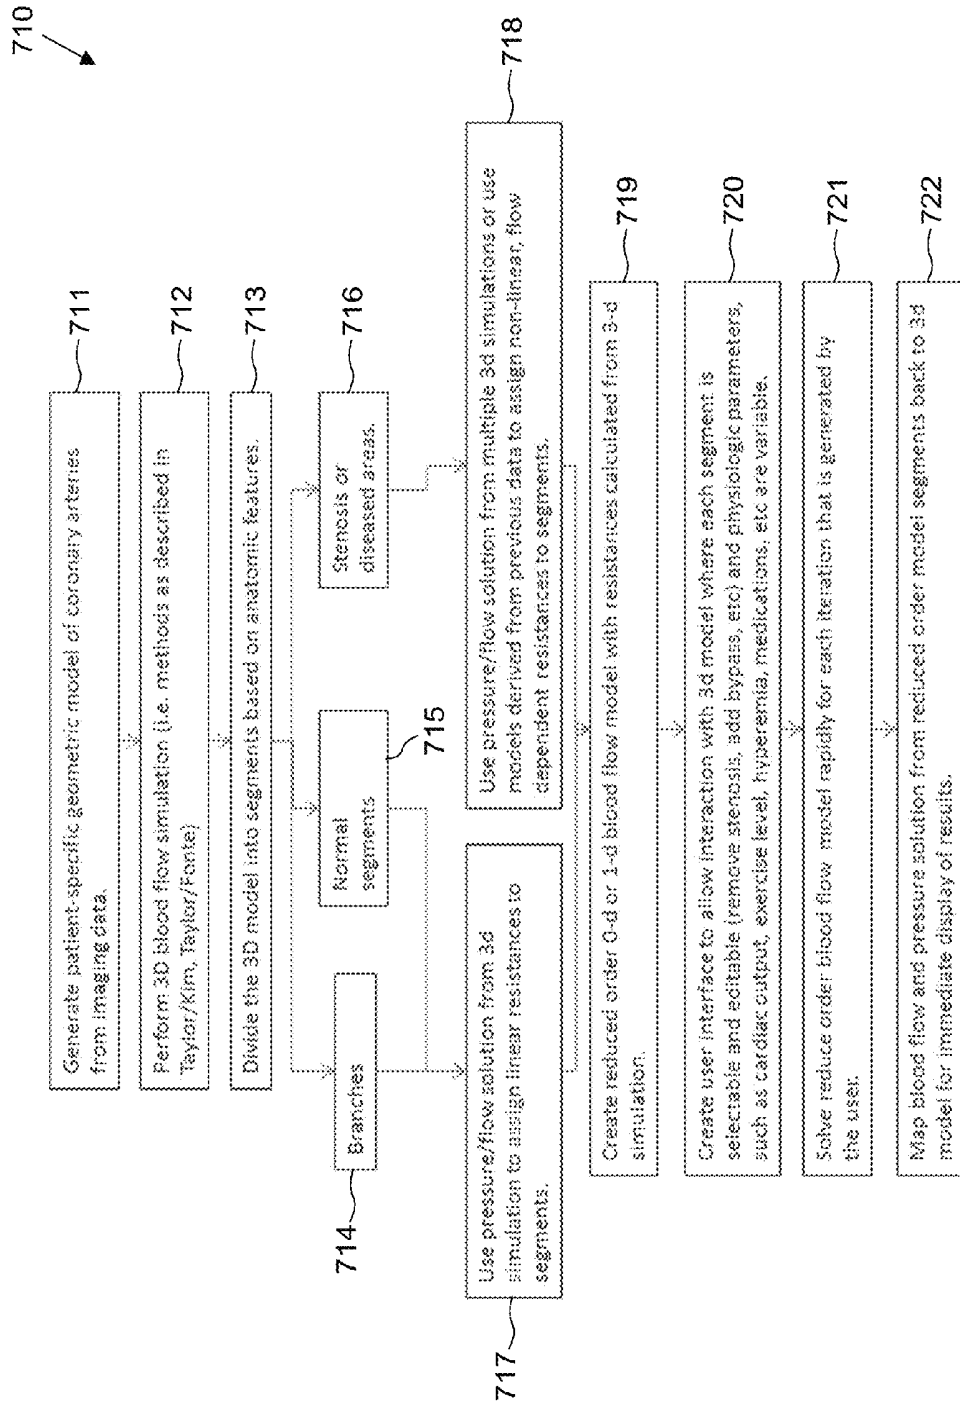 710
Generate patient-specific geometric model of coronary arteries
from imaging data.
711
Perform 3D blood flow simulation (i.e. methods as described in
Taylor/Kim, Taylor/Fonte)
712
Divide the 3D model into segments based on anatomic features.
713
714
Branches
Normal
segments
715
Stenosis or
diseased areas.
716
717
Use pressure/flow solution from 3d
simulation to assign linear resistances to
segments.
Use pressure/flow solution from multiple 3d simulations or use
models derived from previous data to assign non-linear, flow
dependent resistances to segments.
718
Create reduced order 0-d or 1-d blood flow model with resistances calculated from 3-d
simulation.
719
Create user interface to allow interaction with 3d model where each segment is
selectable and editable (remove stenosis, add bypass, etc) and physiologic parameters,
such as cardiac output, exercise level, hyperemia, medications, etc are variable.
720
Solve reduce order blood flow model rapidly for each iteration that is generated by
the user.
721
Map blood flow and pressure solution from reduced order model segments back to 3d
model for immediate display of results.
722